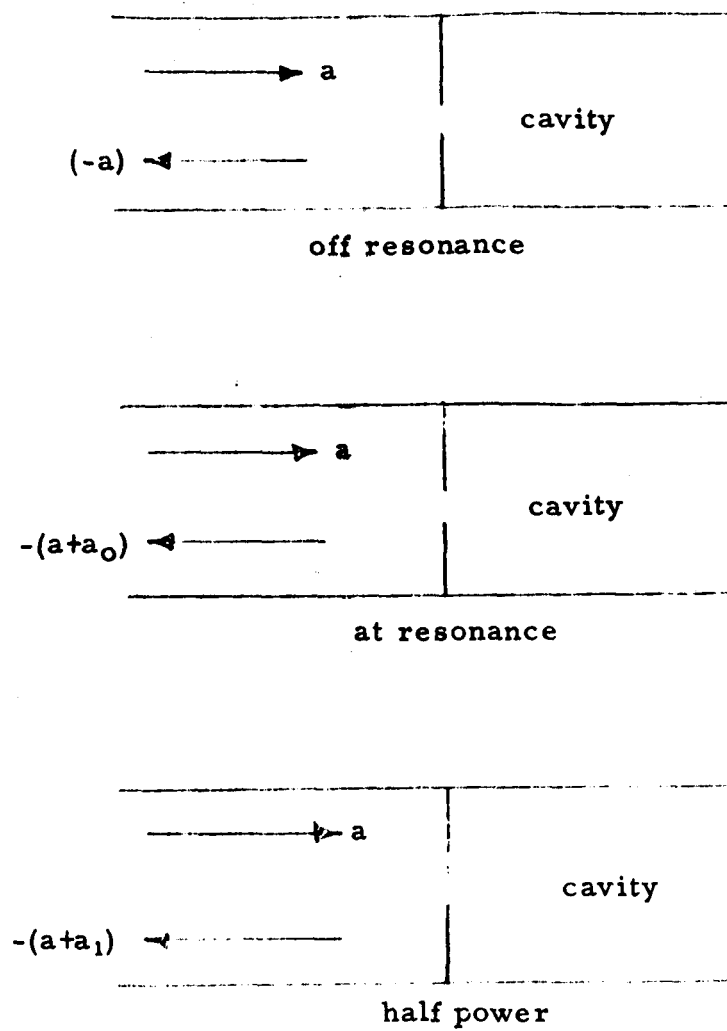 a
cavity
(-a)
off resonance
a
cavity
-(a+a₀)
at resonance
a
cavity
-(a+a₁)
half power